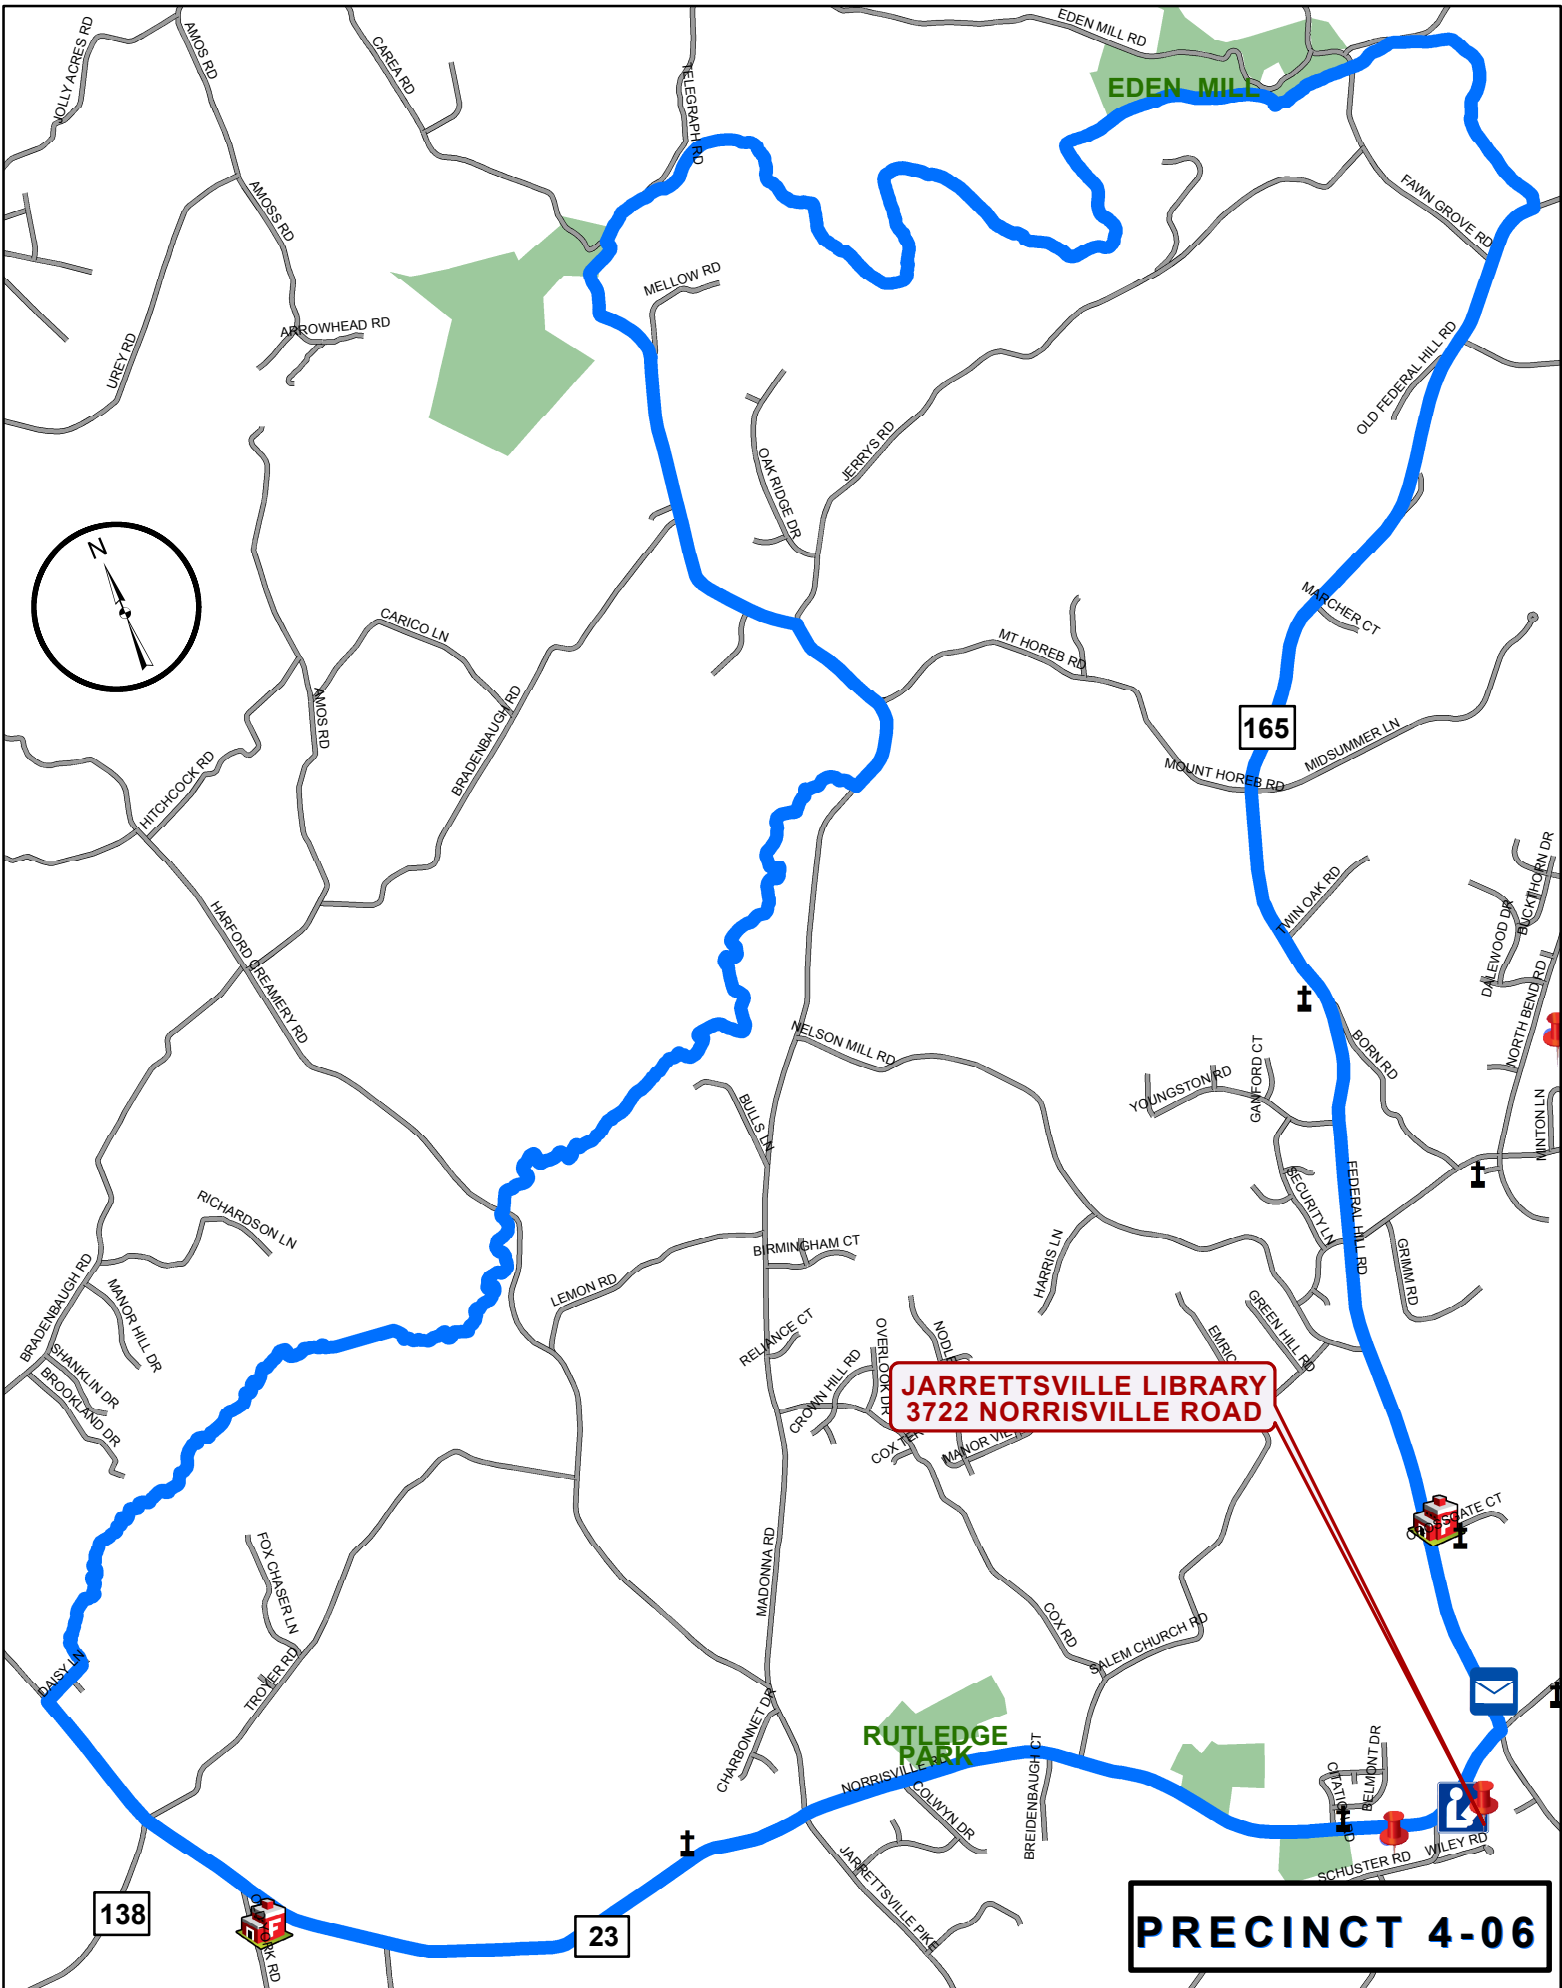 JOLLY ACRES RD
AMOS RD
CAREA RD
TELEGRAPH RD
EDEN MILL RD
EDEN MILL
FAWN GROVE RD
AMOSS RD
MELLOW RD
ARROWHEAD RD
UREY RD
OLD FEDERAL HILL RD
JERRYS RD
OAK RIDGE DR
N
MARCHER CT
CARICO LN
MT HOREB RD
AMOS RD
BRADENBAUGH RD
165
MIDSUMMER LN
MOUNT HOREB RD
HITCHCOCK RD
TWIN OAK RD
BUCKTHORN DR
DALEWOOD DR
HARFORD CREAMERY RD
NORTH BEND RD
NELSON MILL RD
BORN RD
GANFORD CT
YOUNGSTON RD
MINTON LN
BULLS LN
SECURITY LN
FEDERAL HILL RD
RICHARDSON LN
BIRMINGHAM CT
HARRIS LN
GRIMM RD
LEMON RD
BRADENBAUGH RD
MANOR HILL DR
GREEN HILL RD
RELIANCE CT
OVERLOOK DR
SHANKLIN DR
BROOKLAND DR
CROWN HILL RD
JARRETTSVILLE LIBRARY
3722 NORRISVILLE ROAD
COX TER
CROSSGATE CT
FOX CHASER LN
MADONNA RD
COX RD
SALEM CHURCH RD
DAISY LN
TROYER RD
CHARBONNET DR
RUTLEDGE
PARK
NORRISVILLE RD
BREIDENBAUGH CT
CITATION RD
BELMONT DR
COLWYN DR
WILEY RD
SCHUSTER RD
JARRETTSVILLE PIKE
138
23
PRECINCT 4-06